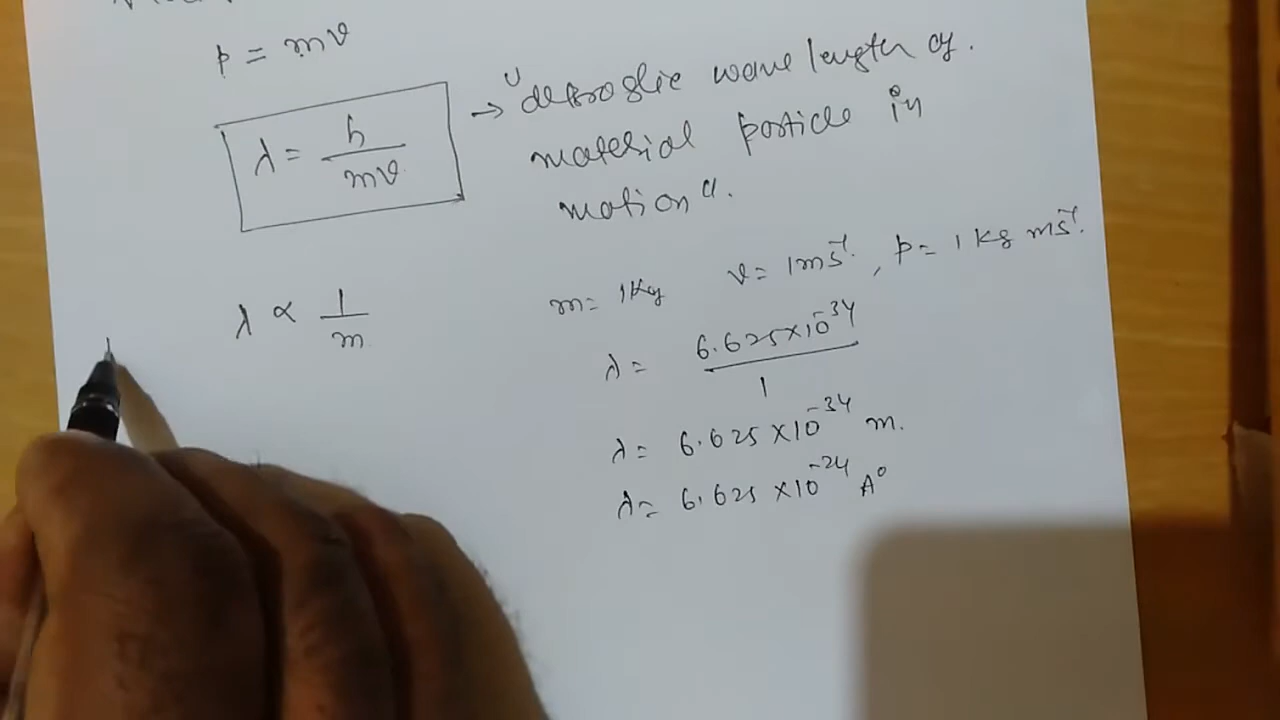 p = mv
λ = h/mv
→ "debroglie wave length of.
material particle in
motion".
λ ∝ 1/m
m = 1Kg v = 1ms⁻¹, p = 1 Kg ms⁻¹.
λ = 6.625×10⁻³⁴/1
λ = 6.625×10⁻³⁴ m.
λ = 6.625×10⁻²⁴ A⁰